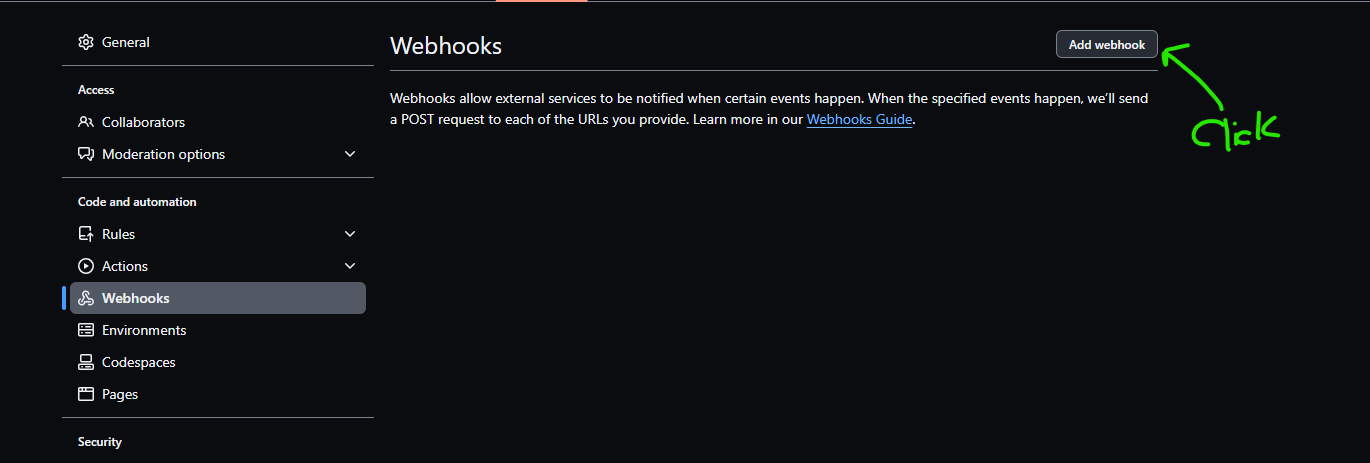 General
Access
Collaborators
Moderation options
Code and automation
Rules
Actions
Webhooks
Environments
Codespaces
Pages
Security
Webhooks
Add webhook
Webhooks allow external services to be notified when certain events happen. When the specified events happen, we’ll send
a POST request to each of the URLs you provide. Learn more in our Webhooks Guide.
Click